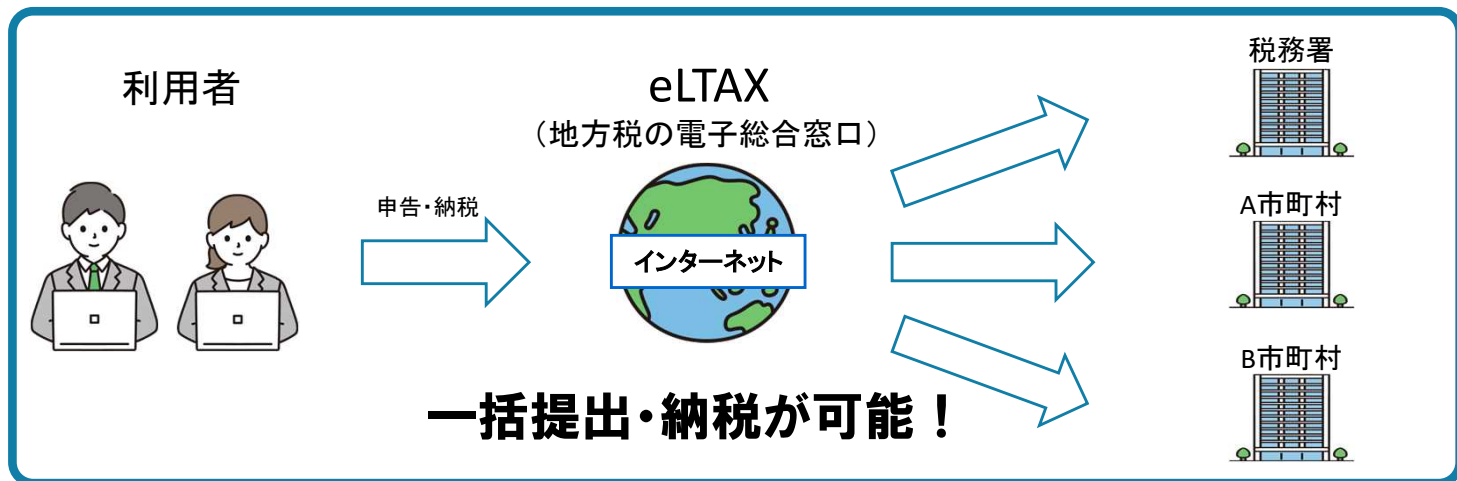 利用者
eLTAX
（地方税の電子総合窓口）
申告・納税
インターネット
税務署
A市町村
B市町村
一括提出・納税が可能！